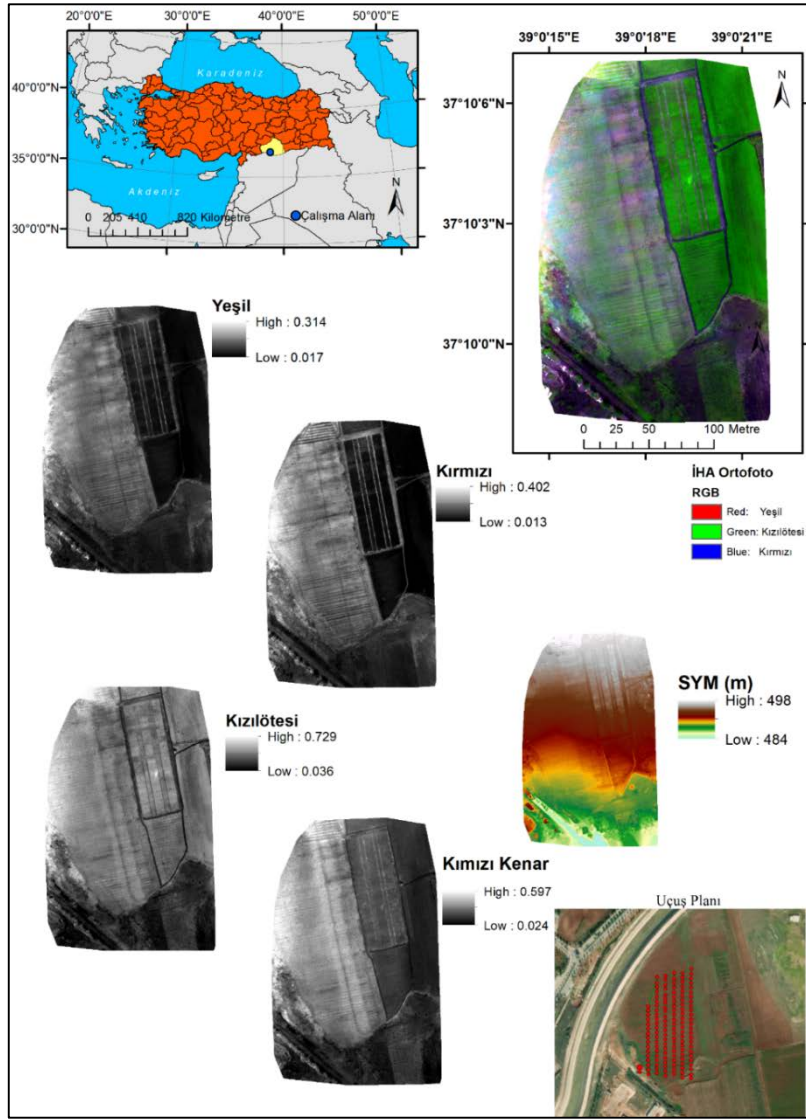 20°0'0"E 30°0'0"E 40°0'0"E 50°0'0"E
40°0'0"N
35°0'0"N
30°0'0"N
Karadeniz
Akdeniz
N
0 205 410 820 Kilometre
Çalışma Alanı
39°0'15"E 39°0'18"E 39°0'21"E
37°10'6"N
37°10'3"N
37°10'0"N
N
0 25 50 100 Metre
İHA Ortofoto
RGB
Red: Yeşil
Green: Kızılötesi
Blue: Kırmızı
Yeşil
High : 0.314
Low : 0.017
Kırmızı
High : 0.402
Low : 0.013
Kızılötesi
High : 0.729
Low : 0.036
SYM (m)
High : 498
Low : 484
Kımızı Kenar
High : 0.597
Low : 0.024
Uçuş Planı